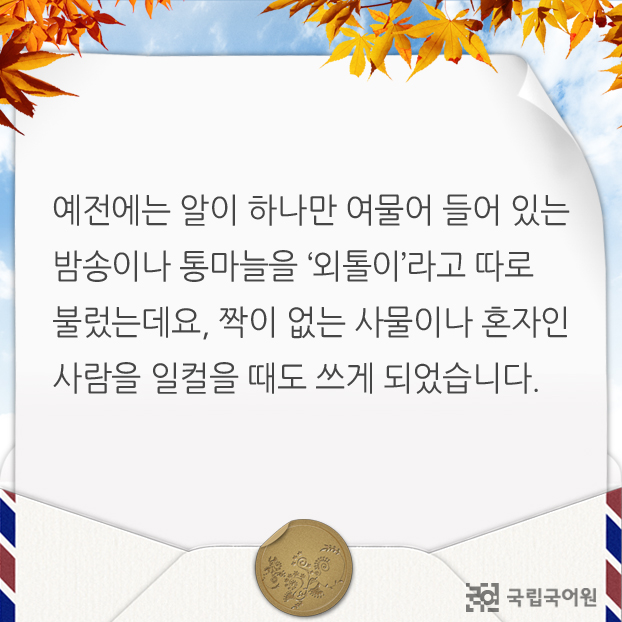 예전에는 알이 하나만 여물어 들어 있는
밤송이나 통마늘을 ‘외톨이’라고 따로
불렀는데요, 짝이 없는 사물이나 혼자인
사람을 일컬을 때도 쓰게 되었습니다.
국립국어원